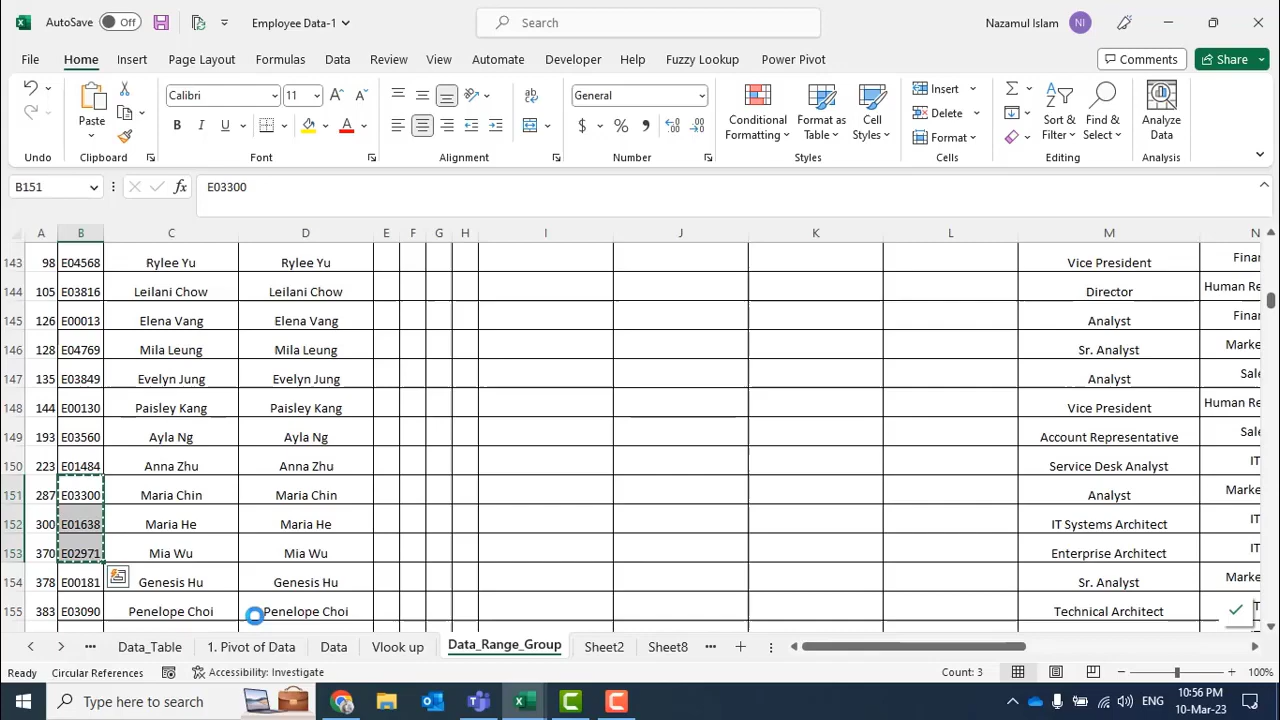 AutoSave Off Employee Data-1 Search Nazamul Islam NI
File Home Insert Page Layout Formulas Data Review View Automate Developer Help Fuzzy Lookup Power Pivot Comments Share
Calibri 11 General Insert
Paste Conditional Formatting Format as Table Cell Styles Delete Sort & Filter Find & Select Analyze Data
Format
Undo Clipboard Font Alignment Number Styles Cells Editing Analysis
B151 E03300
A B C D E F G H I J K L M N
143 98 E04568 Rylee Yu Rylee Yu Vice President Finan
144 105 E03816 Leilani Chow Leilani Chow Director Human Re
145 126 E00013 Elena Vang Elena Vang Analyst Finan
146 128 E04769 Mila Leung Mila Leung Sr. Analyst Marke
147 135 E03849 Evelyn Jung Evelyn Jung Analyst Sale
148 144 E00130 Paisley Kang Paisley Kang Vice President Human Re
149 193 E03560 Ayla Ng Ayla Ng Account Representative Sale
150 223 E01484 Anna Zhu Anna Zhu Service Desk Analyst IT
151 287 E03300 Maria Chin Maria Chin Analyst Marke
152 300 E01638 Maria He Maria He IT Systems Architect IT
153 370 E02971 Mia Wu Mia Wu Enterprise Architect IT
154 378 E00181 Genesis Hu Genesis Hu Sr. Analyst Marke
155 383 E03090 Penelope Choi Penelope Choi Technical Architect
Data_Table 1. Pivot of Data Data Vlook up Data_Range_Group Sheet2 Sheet8
Ready Circular References Accessibility: Investigate Count: 3 100%
Type here to search ENG 10:56 PM
10-Mar-23